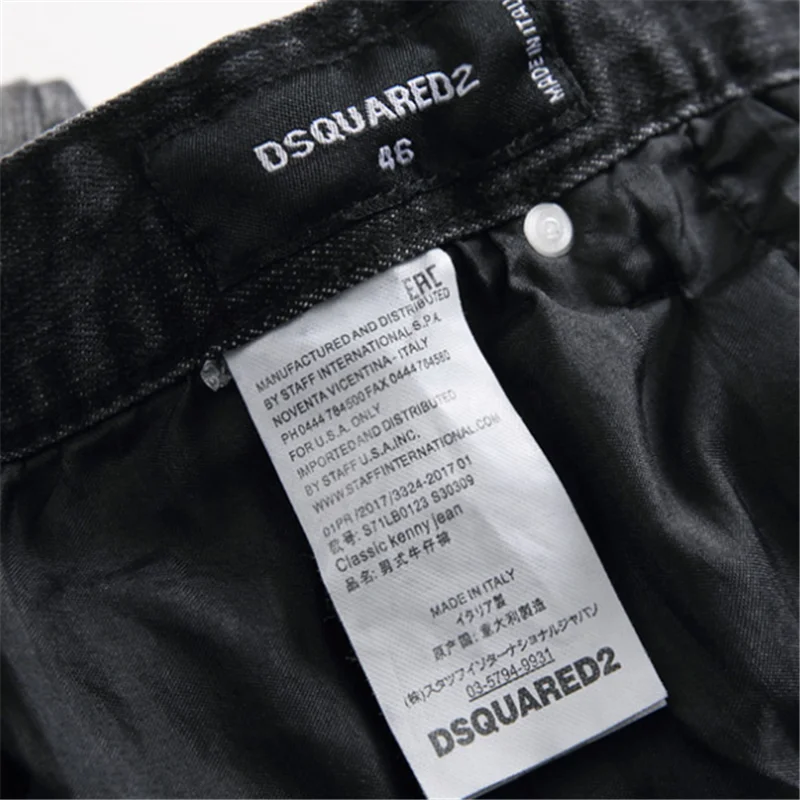 DSQUARED2
46
MADE IN ITALY
EAC
MANUFACTURED AND DISTRIBUTED
BY STAFF INTERNATIONAL S.P.A.
NOVENTA VICENTINA - ITALY
PH 0444 784500 FAX 0444 784560
FOR U.S.A. ONLY
IMPORTED AND DISTRIBUTED
BY STAFF U.S.A. INC.
WWW.STAFFINTERNATIONAL.COM
01PR /2017/3324-2017 01
款号: S71LB0123 S30309
Classic kenny jean
品名: 男式牛仔裤
MADE IN ITALY
イタリア製
原产国: 意大利製造
(株)スタッフインターナショナルジャパン
03-5794-9931
DSQUARED2